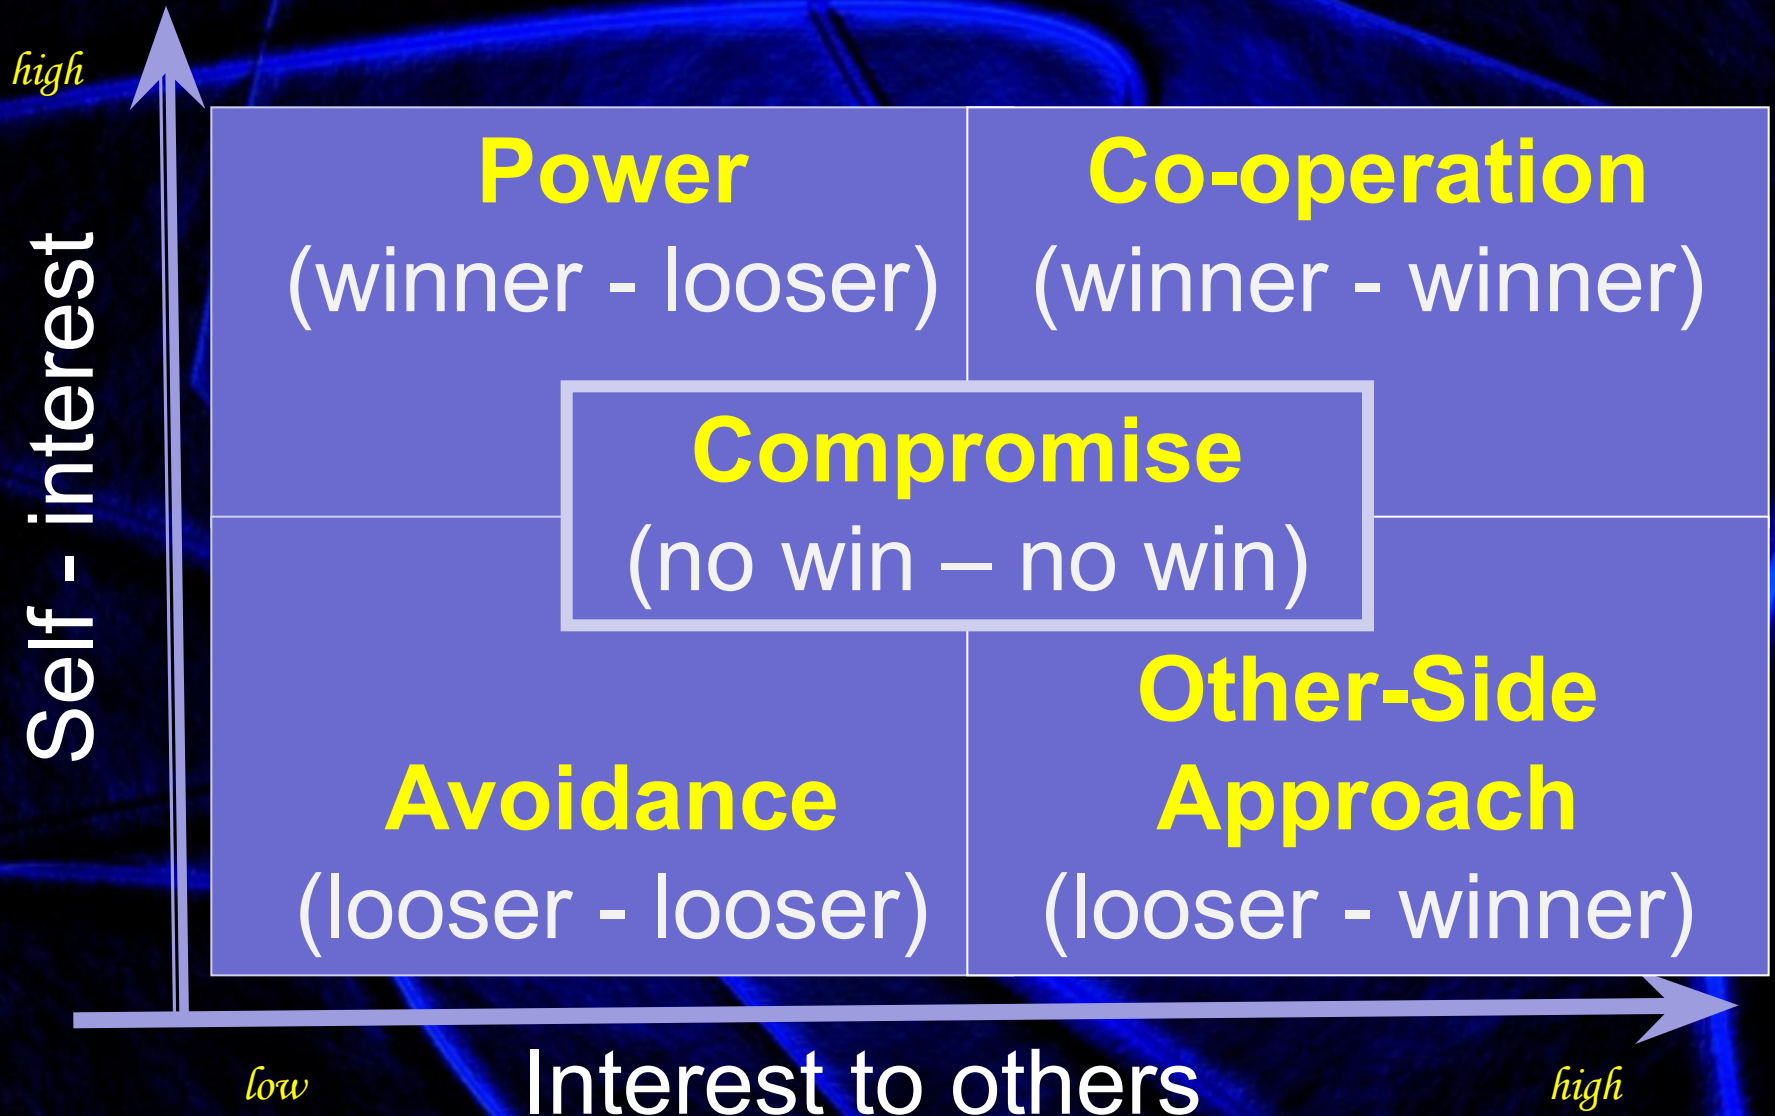 high
Self - interest
Power
(winner - looser)
Co-operation
(winner - winner)
Compromise
(no win – no win)
Avoidance
(looser - looser)
Other-Side
Approach
(looser - winner)
low
Interest to others
high